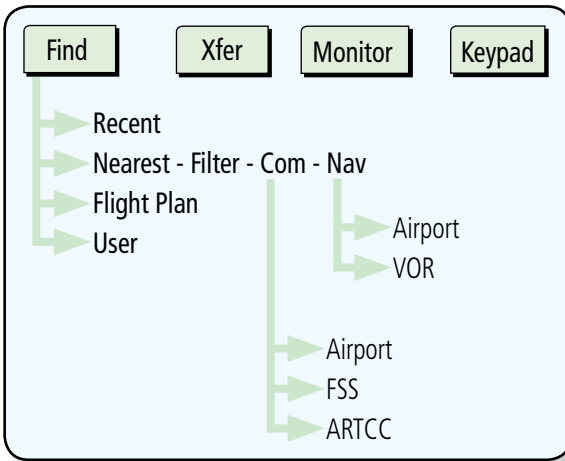 Find Xfer Monitor Keypad
Recent
Nearest - Filter - Com - Nav
Flight Plan
User
Airport
VOR
Airport
FSS
ARTCC